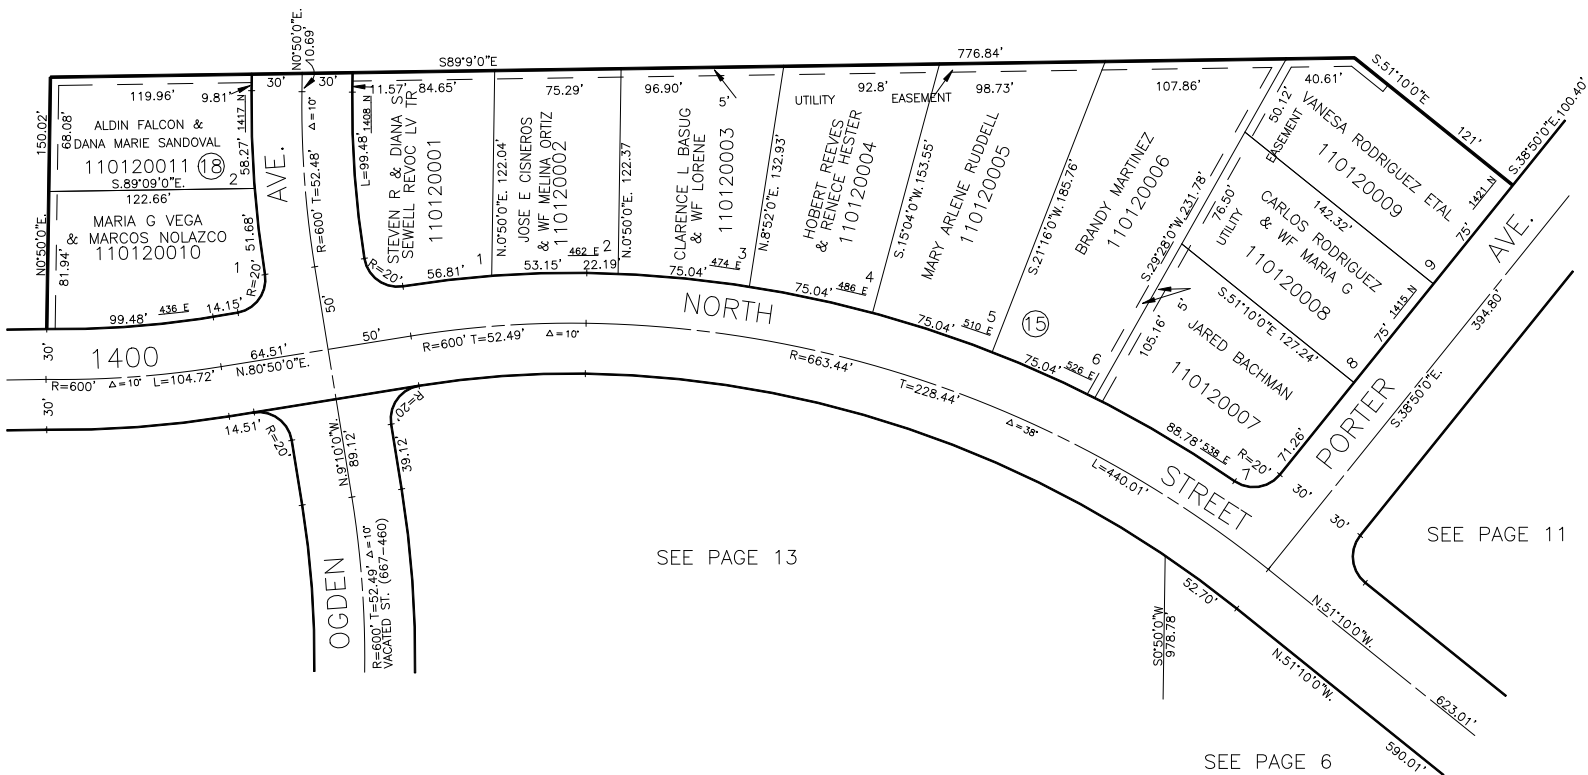 N0°50'0"E.
10.69'
S89°9'0"E
776.84'
S.51°10'0"E
121'
S.38°50'0"E.100.40'
150.02'
68.08'
119.96'
9.81'
1417 N
58.27'
ALDIN FALCON &
DANA MARIE SANDOVAL
110120011
18
S.89°09'0"E.
2
122.66'
N0°50'0"E.
81.94'
MARIA G VEGA
& MARCOS NOLAZCO
110120010
1
51.68'
R=20'
99.48'
436 E
14.15'
30'
30'
Δ=10°
AVE.
R=600' T=52.48'
50'
11.57'
84.65'
1408 N
L=99.48'
STEVEN R & DIANA S
SEWELL REVOC LV TR
110120001
R=20'
56.81'
1
N.0°50'0"E. 122.04'
75.29'
JOSE E CISNEROS
& WF MELINA ORTIZ
110120002
462 E
2
53.15'
22.19'
N.0°50'0"E. 122.37
96.90'
5'
CLARENCE L BASUG
& WF LORENE
110120003
75.04'
474 E
3
N.8°52'0"E. 132.93'
UTILITY
92.8'
EASEMENT
HOBERT REEVES
& RENECE HESTER
110120004
75.04'
486 E
4
S.15°04'0"W. 153.55'
98.73'
MARY ARLENE RUDDELL
110120005
75.04'
510 E
5
S.21°16'0"W. 185.76'
107.86'
BRANDY MARTINEZ
110120006
15
75.04'
526 E
6
S.29°28'0"W. 231.78'
40.61'
50.12'
EASEMENT
VANESA RODRIGUEZ ETAL
110120009
1421 N
142.32'
9
75'
76.50'
UTILITY
CARLOS RODRIGUEZ
& WF MARIA G
110120008
1415 N
S.51°10'0"E 127.24'
8
75'
5'
105.16'
JARED BACHMAN
110120007
88.78'
538 E
R=20'
7
71.26'
30'
30'
PORTER
AVE.
394.80'
S.38°50'0"E.
30'
30'
1400
R=600'
Δ=10°
L=104.72'
64.51'
N.80°50'0"E.
50'
R=600' T=52.49'
Δ=10°
NORTH
R=663.44'
T=228.44'
Δ=38°
L=440.01'
STREET
14.51'
R=20'
N.9°10'0"W.
89.12'
R=20'
39.12'
OGDEN
R=600' T=52.49' Δ=10°
VACATED ST. (667-460)
SEE PAGE 13
SEE PAGE 11
52.70'
S0°50'0"W
978.78'
N.51°10'0"W.
N.51°10'0"W.
623.01'
590.01'
SEE PAGE 6